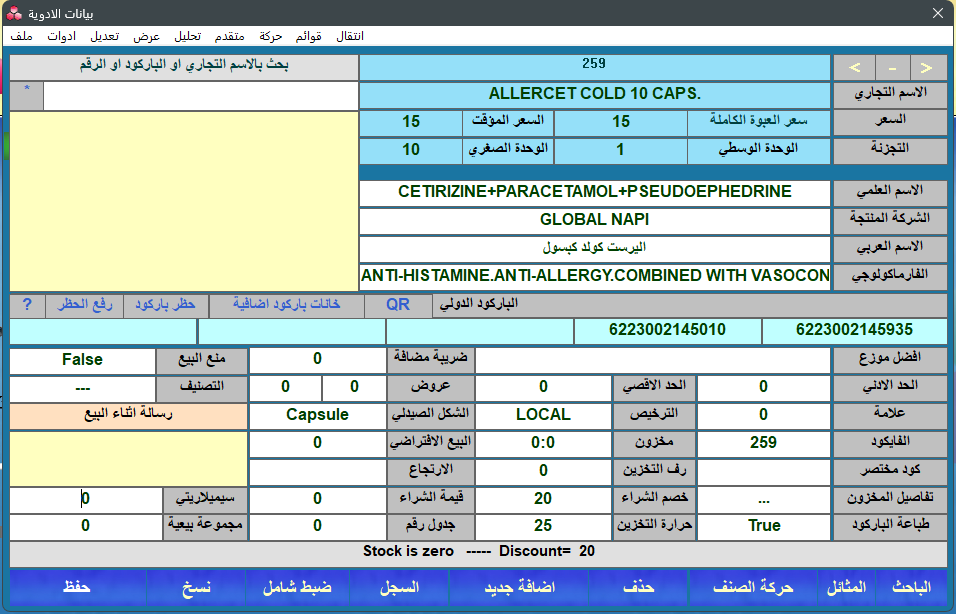 بيانات الادوية
ملف ادوات تعديل عرض تحليل متقدم حركة قوائم انتقال
بحث بالاسم التجاري او الباركود او الرقم
259
< - >
*
ALLERCET COLD 10 CAPS.
الاسم التجاري
15
السعر المؤقت
15
سعر العبوة الكاملة
السعر
10
الوحدة الصغري
1
الوحدة الوسطي
التجزئة
CETIRIZINE+PARACETAMOL+PSEUDOEPHEDRINE
الاسم العلمي
GLOBAL NAPI
الشركة المنتجة
اليرست كولد كبسول
الاسم العربي
ANTI-HISTAMINE.ANTI-ALLERGY.COMBINED WITH VASOCON
الفارماكولوجي
?
رفع الحظر
حظر باركود
خانات باركود اضافية
QR
الباركود الدولي
6223002145010
6223002145935
False
منع البيع
0
ضريبة مضافة
افضل موزع
---
التصنيف
0
0
عروض
0
الحد الاقصي
0
الحد الادني
رسالة اثناء البيع
Capsule
الشكل الصيدلي
LOCAL
الترخيص
0
علامة
0
البيع الافتراضي
0:0
مخزون
259
الفايكود
الارتجاع
0
رف التخزين
كود مختصر
0
سيميلاريتي
0
قيمة الشراء
20
خصم الشراء
...
تفاصيل المخزون
0
مجموعة بيعية
0
جدول رقم
25
حرارة التخزين
True
طباعة الباركود
Stock is zero ----- Discount= 20
حفظ
نسخ
ضبط شامل
السجل
اضافة جديد
حذف
حركة الصنف
المثائل
الباحث